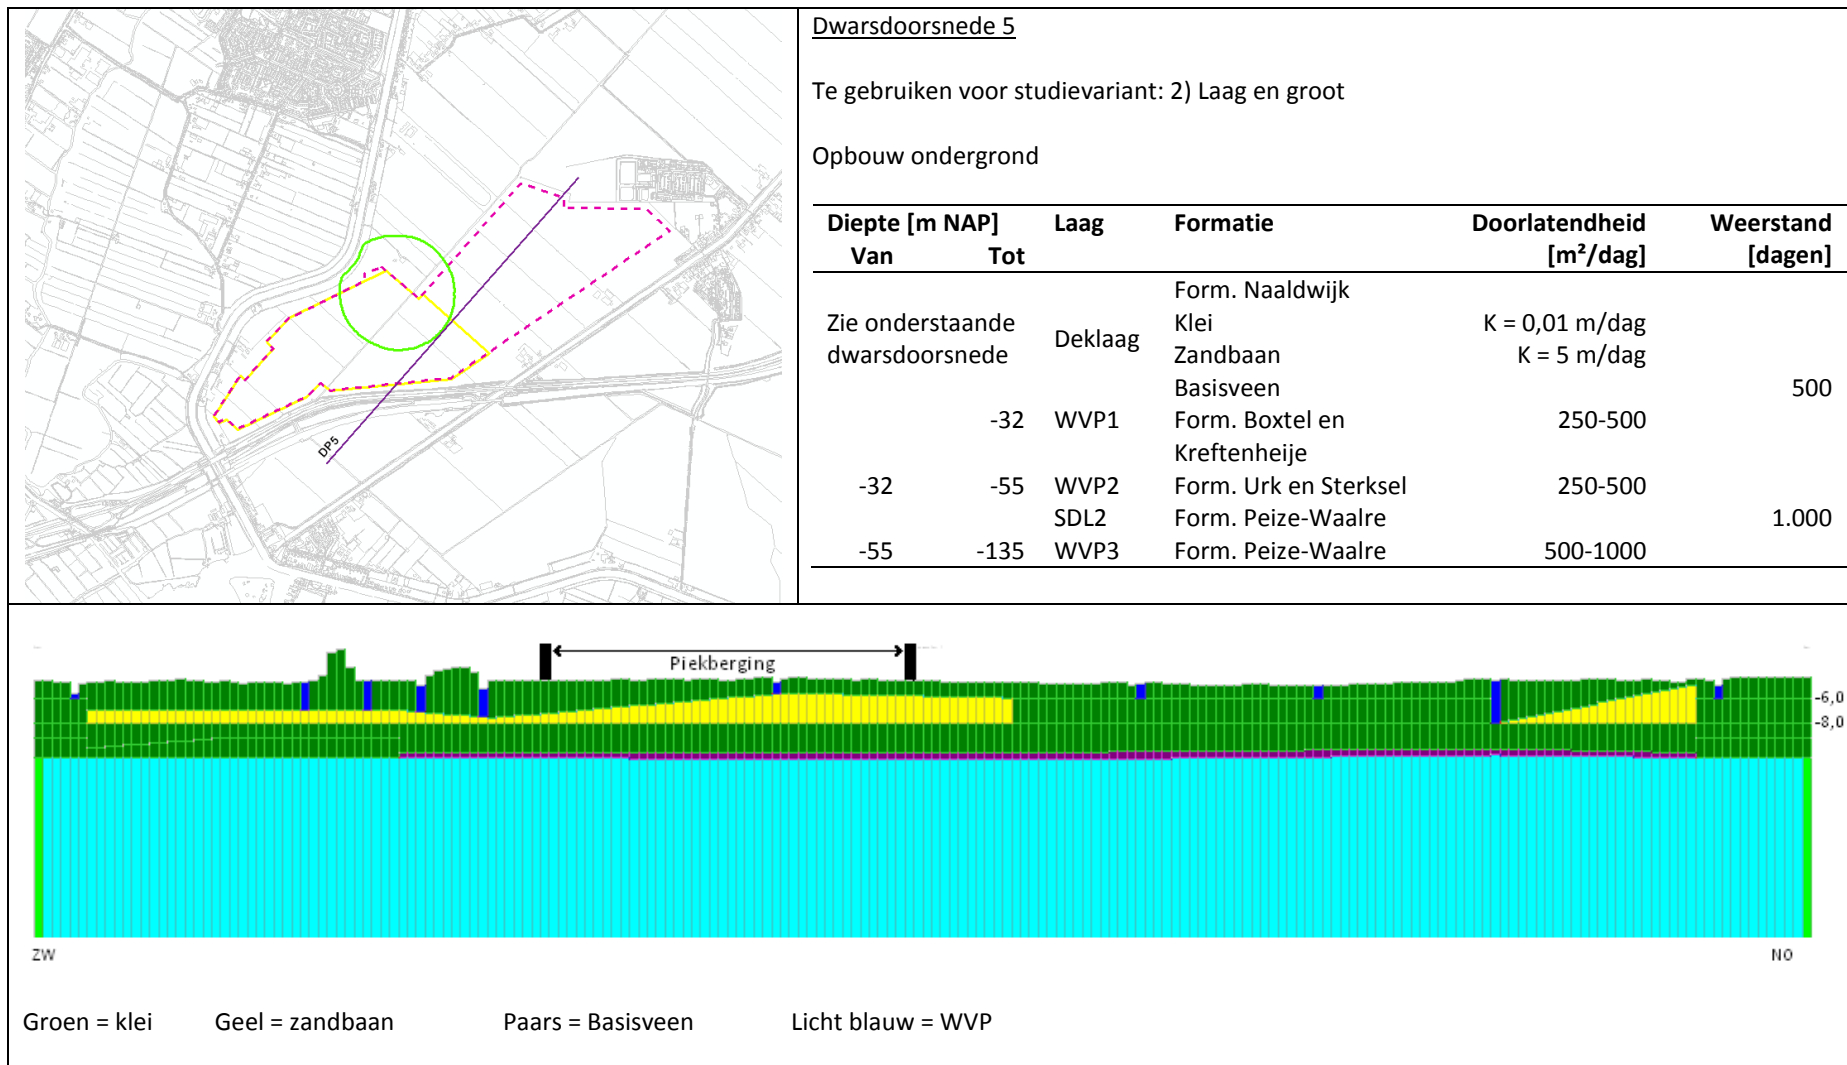 Dwarsdoorsnede 5
Te gebruiken voor studievariant: 2) Laag en groot
Opbouw ondergrond
Diepte [m NAP] Laag Formatie Doorlatendheid Weerstand
Van Tot [m²/dag] [dagen]
Form. Naaldwijk
Zie onderstaande Klei K = 0,01 m/dag
Deklaag
dwarsdoorsnede Zandbaan K = 5 m/dag
Basisveen 500
-32 WVP1 Form. Boxtel en 250-500
Kreftenheije
-32 -55 WVP2 Form. Urk en Sterksel 250-500
SDL2 Form. Peize-Waalre 1.000
-55 -135 WVP3 Form. Peize-Waalre 500-1000
DP5
Piekberging
-6,0
-8,0
ZW NO
Groen = klei Geel = zandbaan Paars = Basisveen Licht blauw = WVP